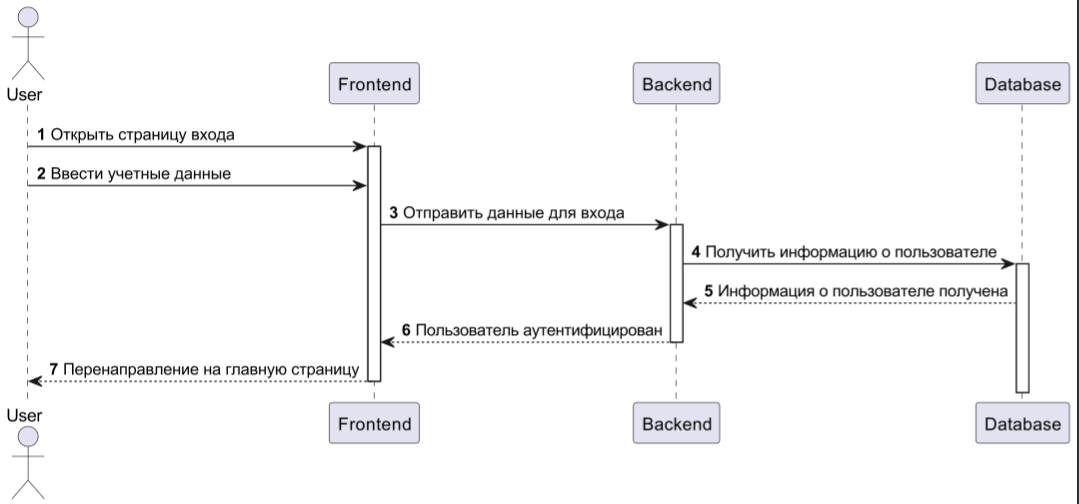 User
Frontend
Backend
Database
1 Открыть страницу входа
2 Ввести учетные данные
3 Отправить данные для входа
4 Получить информацию о пользователе
5 Информация о пользователе получена
6 Пользователь аутентифицирован
7 Перенаправление на главную страницу
User
Frontend
Backend
Database